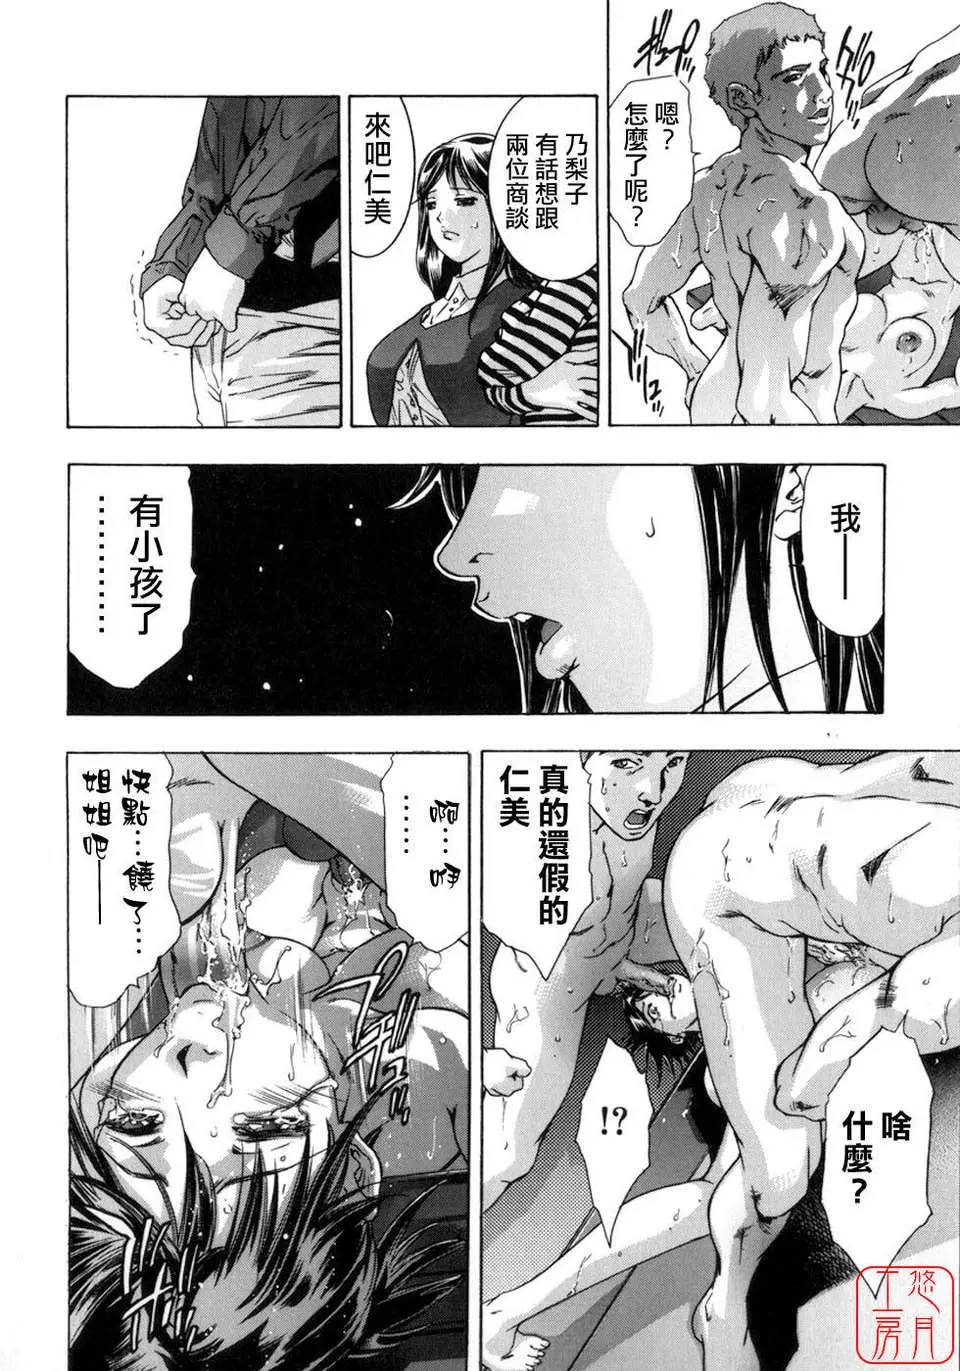 嗯？
怎麼了呢？
乃梨子
有話想跟
兩位商談
來吧仁美
我──
有小孩了
………
真的還假的
仁美
啥
什麼？
!?
啊…咿
……
快點…饒了…
姐姐吧──
悠月
工房